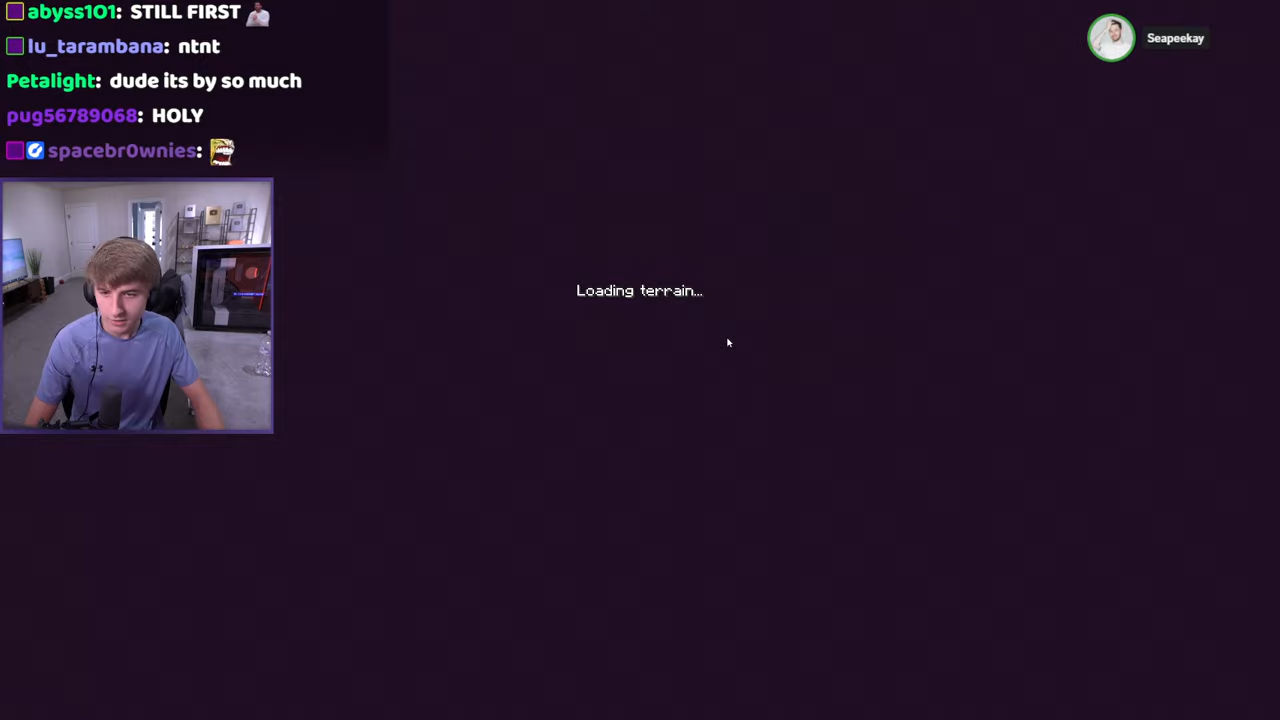 abyss101: STILL FIRST
lu_tarambana: ntnt
Petalight: dude its by so much
pug56789068: HOLY
spacebr0wnies:
Seapeekay
Loading terrain...